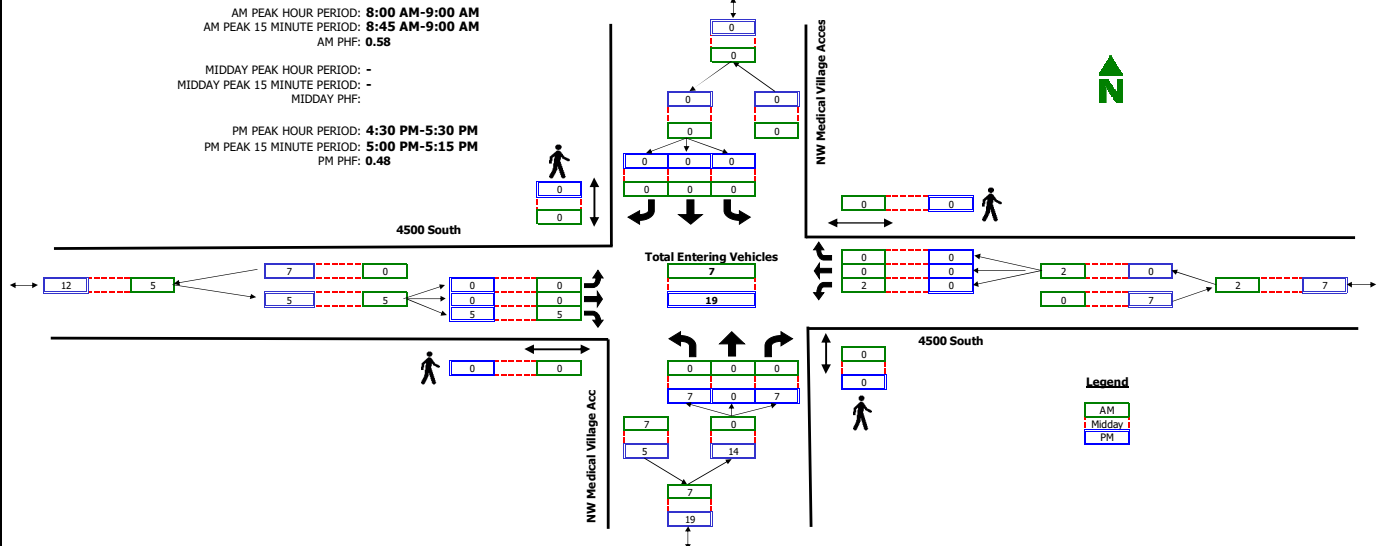 AM PEAK HOUR PERIOD: 8:00 AM-9:00 AM
AM PEAK 15 MINUTE PERIOD: 8:45 AM-9:00 AM
AM PHF: 0.58
MIDDAY PEAK HOUR PERIOD: -
MIDDAY PEAK 15 MINUTE PERIOD: -
MIDDAY PHF:
PM PEAK HOUR PERIOD: 4:30 PM-5:30 PM
PM PEAK 15 MINUTE PERIOD: 5:00 PM-5:15 PM
PM PHF: 0.48
0
0
0 0
0 0
0 0 0
0 0 0
NW Medical Village Acces
N
0
0
0 0
4500 South
Total Entering Vehicles
7
19
12 5
7 0
5 5
0 0
0 0
5 5
0 0
0 0
2 0
2 0
0 7
2 7
0 0
NW Medical Village Acc
0 0 0
7 0 7
7 0
5 14
7
19
4500 South
0
0
Legend
AM
Midday
PM